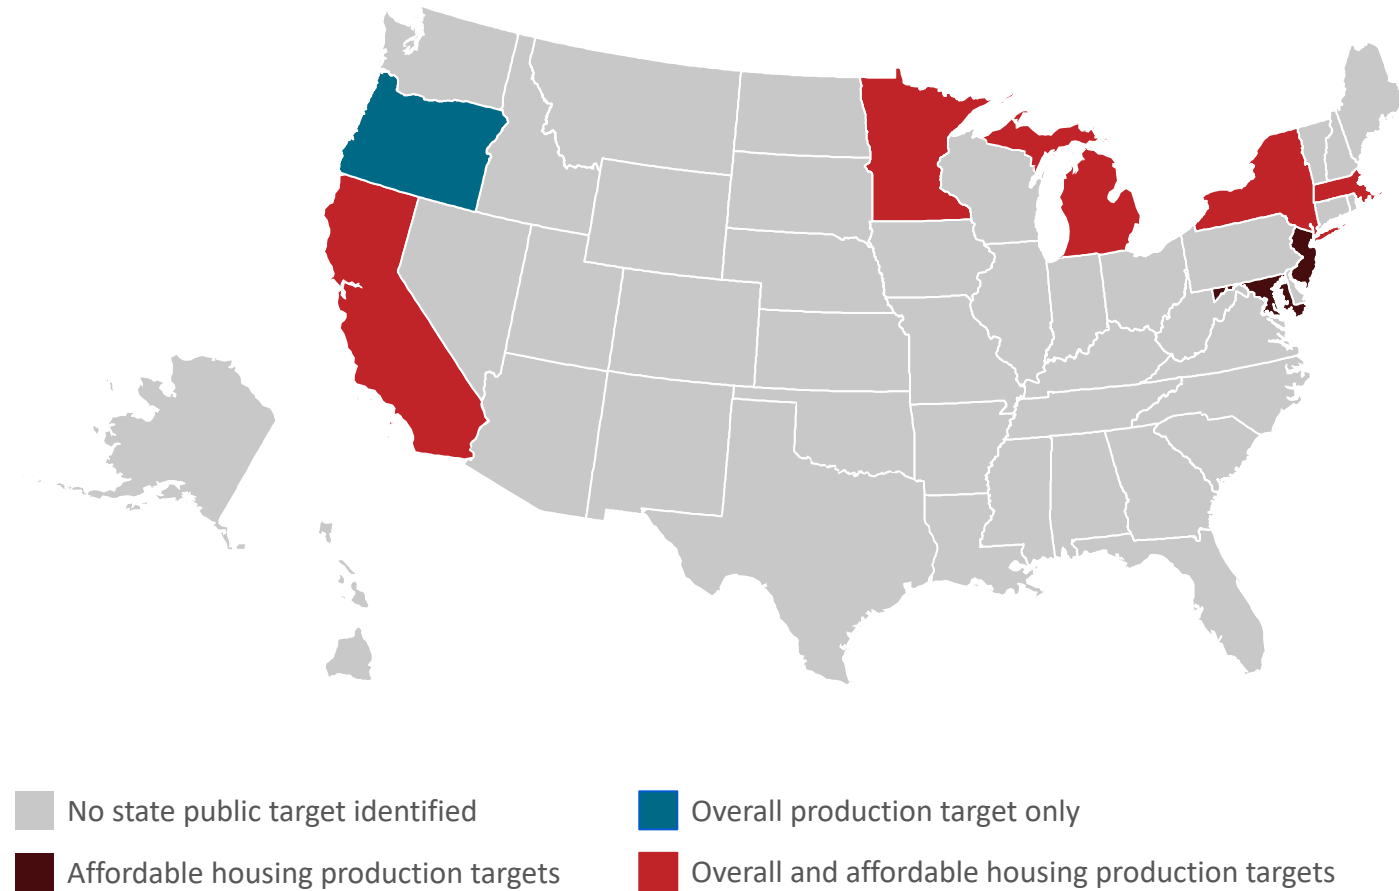 No state public target identified
Overall production target only
Affordable housing production targets
Overall and affordable housing production targets